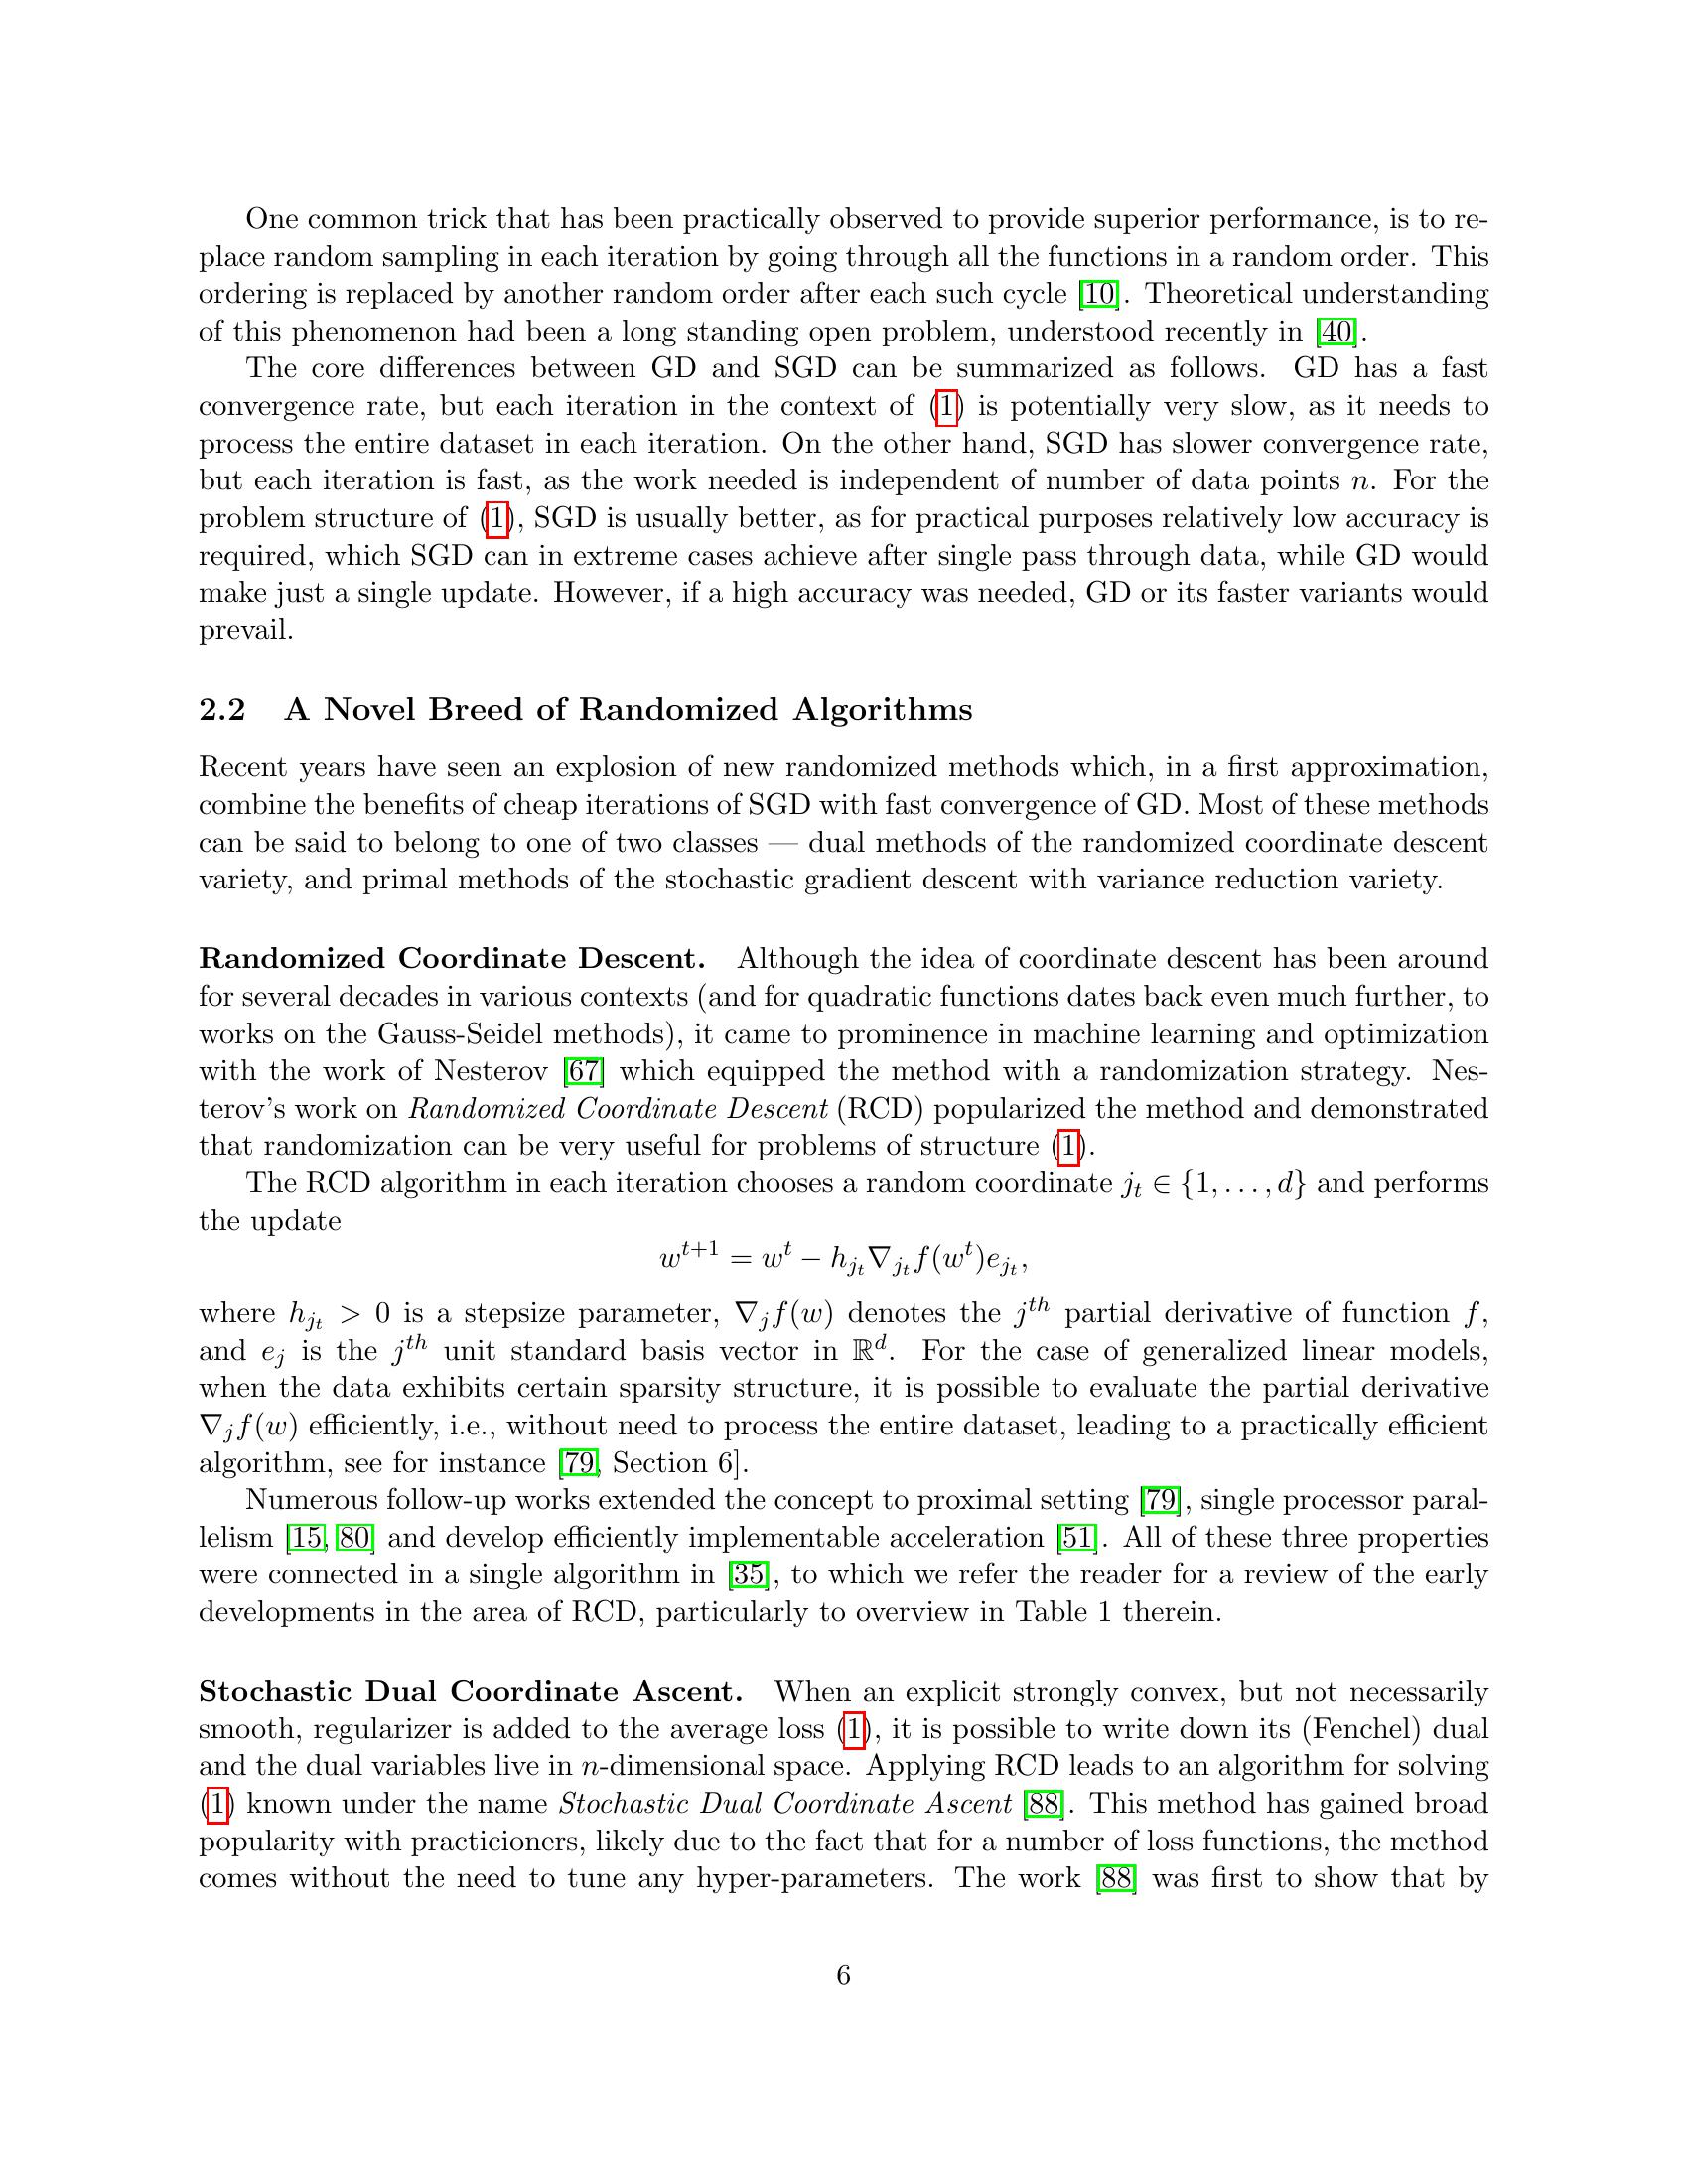 One common trick that has been practically observed to provide superior performance, is to re-
place random sampling in each iteration by going through all the functions in a random order. This
ordering is replaced by another random order after each such cycle [10]. Theoretical understanding
of this phenomenon had been a long standing open problem, understood recently in [40].
The core differences between GD and SGD can be summarized as follows. GD has a fast
convergence rate, but each iteration in the context of (1) is potentially very slow, as it needs to
process the entire dataset in each iteration. On the other hand, SGD has slower convergence rate,
but each iteration is fast, as the work needed is independent of number of data points n. For the
problem structure of (1), SGD is usually better, as for practical purposes relatively low accuracy is
required, which SGD can in extreme cases achieve after single pass through data, while GD would
make just a single update. However, if a high accuracy was needed, GD or its faster variants would
prevail.
2.2 A Novel Breed of Randomized Algorithms
Recent years have seen an explosion of new randomized methods which, in a first approximation,
combine the benefits of cheap iterations of SGD with fast convergence of GD. Most of these methods
can be said to belong to one of two classes — dual methods of the randomized coordinate descent
variety, and primal methods of the stochastic gradient descent with variance reduction variety.
Randomized Coordinate Descent. Although the idea of coordinate descent has been around
for several decades in various contexts (and for quadratic functions dates back even much further, to
works on the Gauss-Seidel methods), it came to prominence in machine learning and optimization
with the work of Nesterov [67] which equipped the method with a randomization strategy. Nes-
terov's work on Randomized Coordinate Descent (RCD) popularized the method and demonstrated
that randomization can be very useful for problems of structure (1).
The RCD algorithm in each iteration chooses a random coordinate $j_t \in \{1, \ldots, d\}$ and performs
the update
$w^{t+1} = w^t - h_{j_t} \nabla_{j_t} f(w^t) e_{j_t},$
where $h_{j_t} > 0$ is a stepsize parameter, $\nabla_j f(w)$ denotes the $j^{th}$ partial derivative of function $f$,
and $e_j$ is the $j^{th}$ unit standard basis vector in $\mathbb{R}^d$. For the case of generalized linear models,
when the data exhibits certain sparsity structure, it is possible to evaluate the partial derivative
$\nabla_j f(w)$ efficiently, i.e., without need to process the entire dataset, leading to a practically efficient
algorithm, see for instance [79, Section 6].
Numerous follow-up works extended the concept to proximal setting [79], single processor paral-
lelism [15, 80] and develop efficiently implementable acceleration [51]. All of these three properties
were connected in a single algorithm in [35], to which we refer the reader for a review of the early
developments in the area of RCD, particularly to overview in Table 1 therein.
Stochastic Dual Coordinate Ascent. When an explicit strongly convex, but not necessarily
smooth, regularizer is added to the average loss (1), it is possible to write down its (Fenchel) dual
and the dual variables live in n-dimensional space. Applying RCD leads to an algorithm for solving
(1) known under the name Stochastic Dual Coordinate Ascent [88]. This method has gained broad
popularity with practicioners, likely due to the fact that for a number of loss functions, the method
comes without the need to tune any hyper-parameters. The work [88] was first to show that by
6